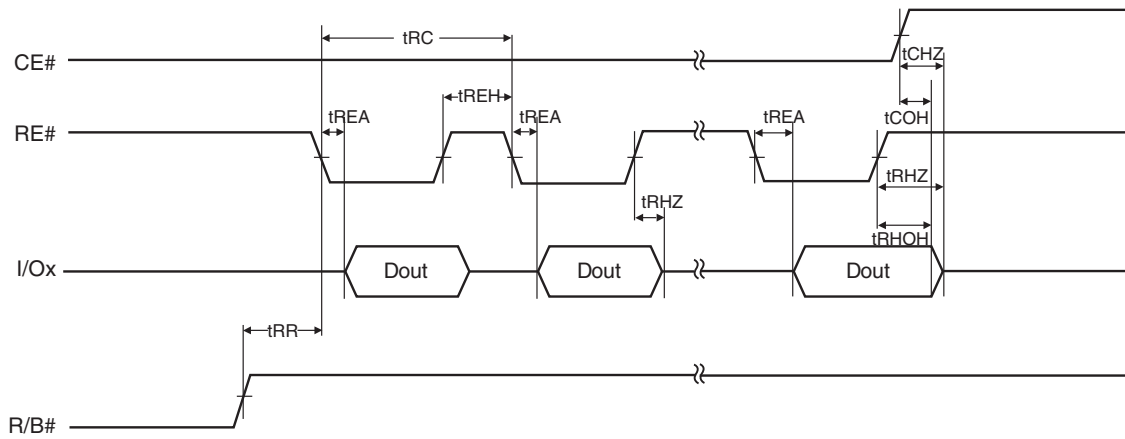 tRC
CE#
tCHZ
tREH
tREA
tREA
tREA
tCOH
RE#
tRHZ
tRHZ
tRHOH
I/Ox
Dout
Dout
Dout
tRR
R/B#